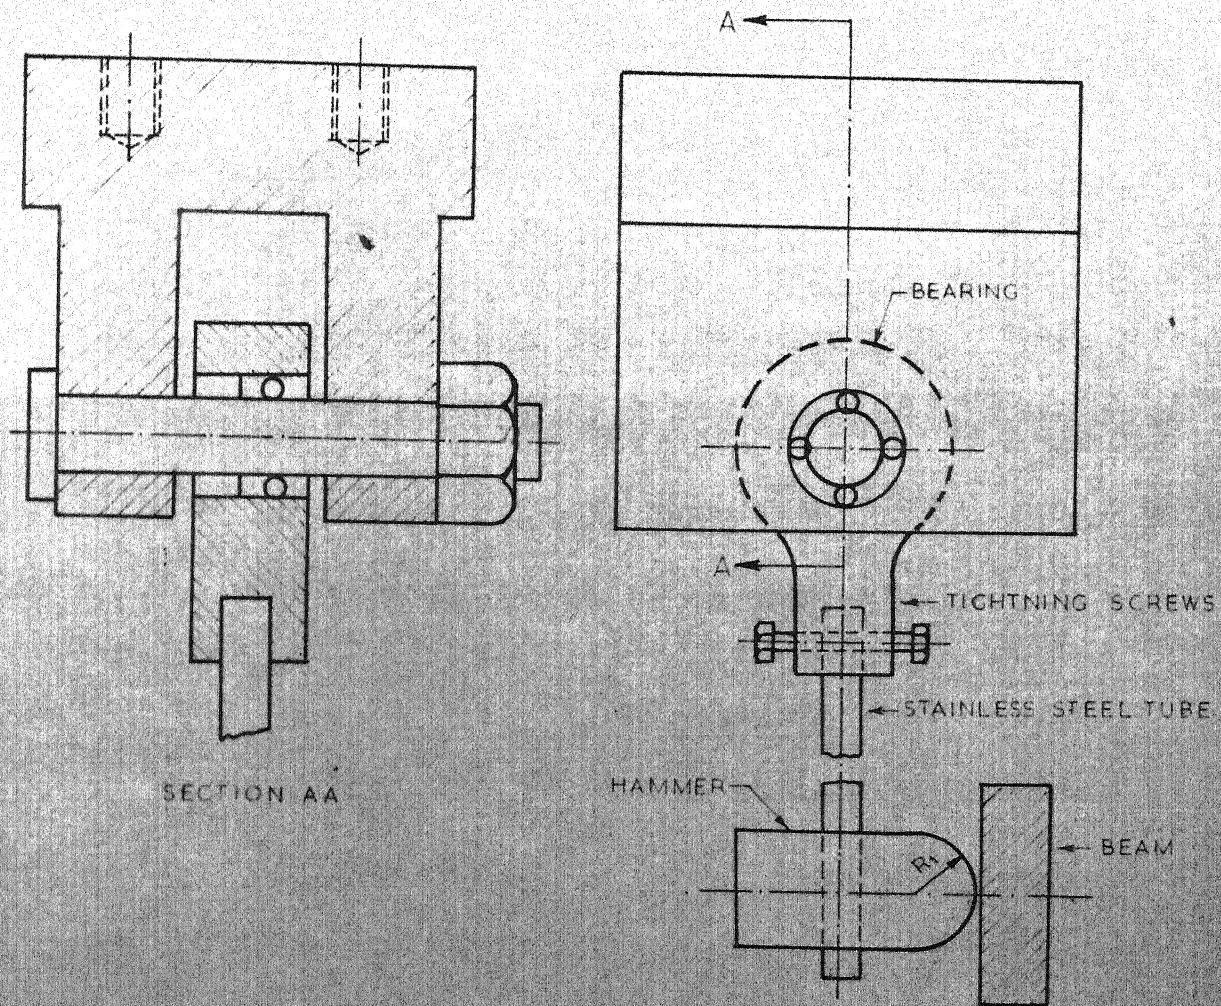 A
BEARING
A
TIGHTNING SCREWS
STAINLESS STEEL TUBE
SECTION AA
HAMMER
BEAM
R1